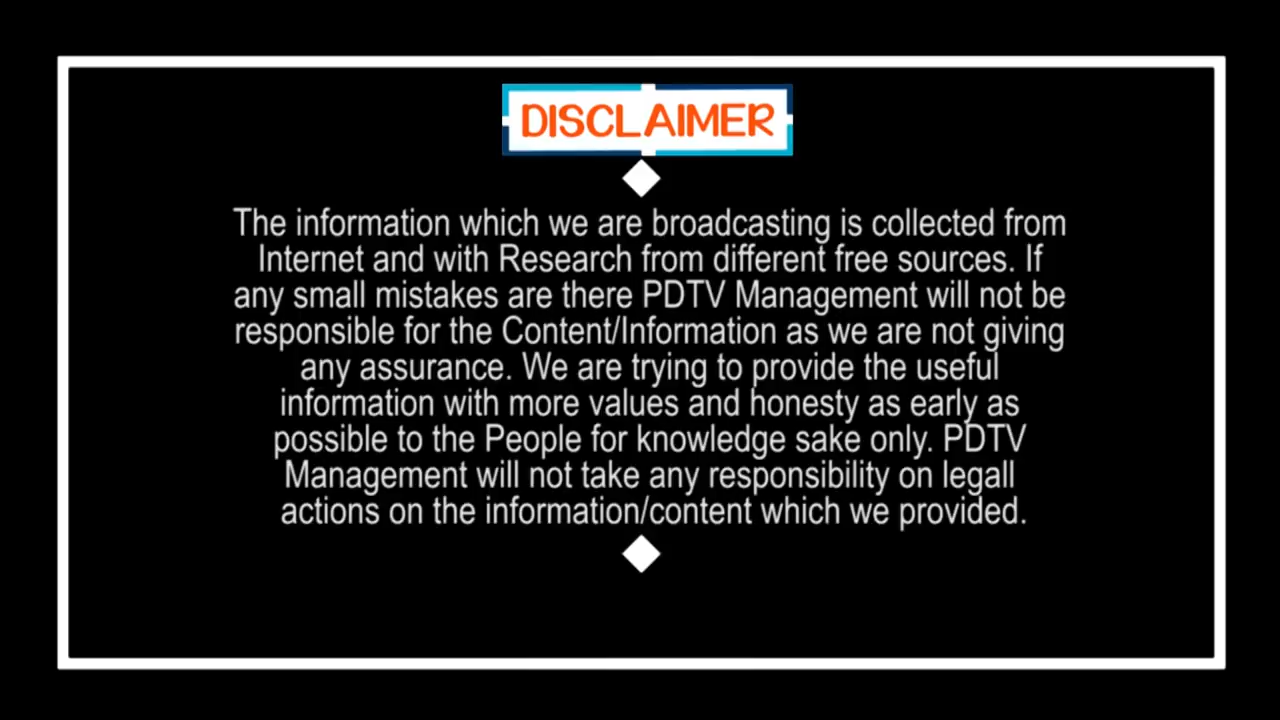 DISCLAIMER
The information which we are broadcasting is collected from
Internet and with Research from different free sources. If
any small mistakes are there PDTV Management will not be
responsible for the Content/Information as we are not giving
any assurance. We are trying to provide the useful
information with more values and honesty as early as
possible to the People for knowledge sake only. PDTV
Management will not take any responsibility on legall
actions on the information/content which we provided.